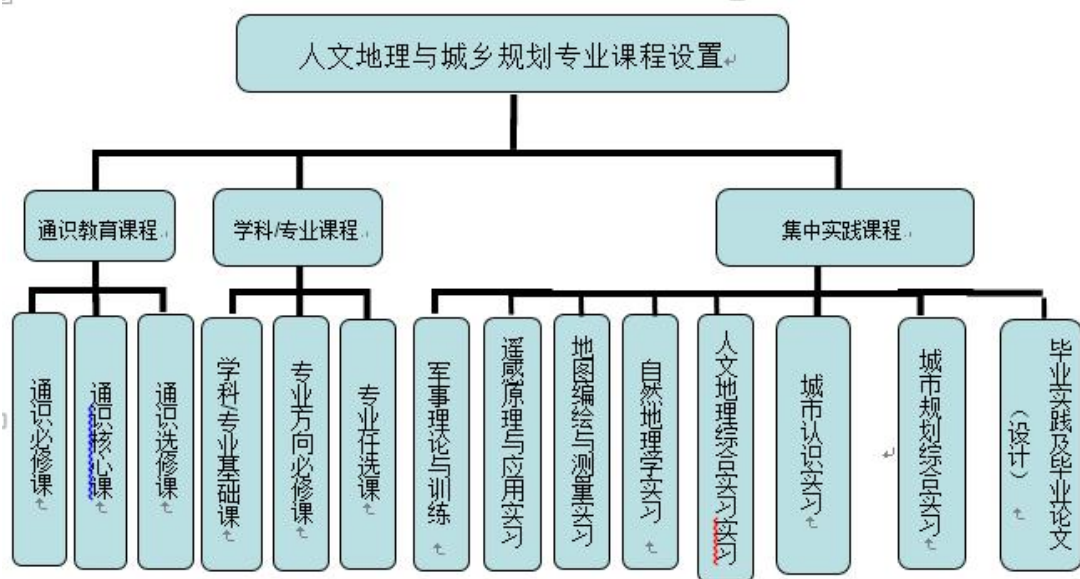 人文地理与城乡规划专业课程设置
通识教育课程
学科/专业课程
集中实践课程
通识必修课
通识核心课
通识选修课
学科/专业基础课
专业方向必修课
专业任选课
军事理论与训练
遥感原理与应用实习
地图编绘与测量实习
自然地理学实习
人文地理综合实习实习
城市认识实习
城市规划综合实习
毕业实践及毕业论文
（设计）